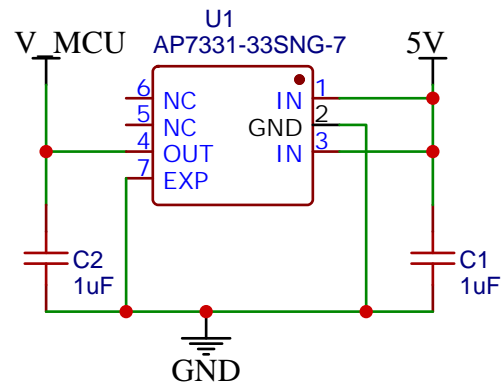 U1
V_MCU
AP7331-33SNG-7
5V
6
NC
IN
1
5
NC
GND
2
4
OUT
IN
3
7
EXP
C2
1uF
C1
1uF
GND